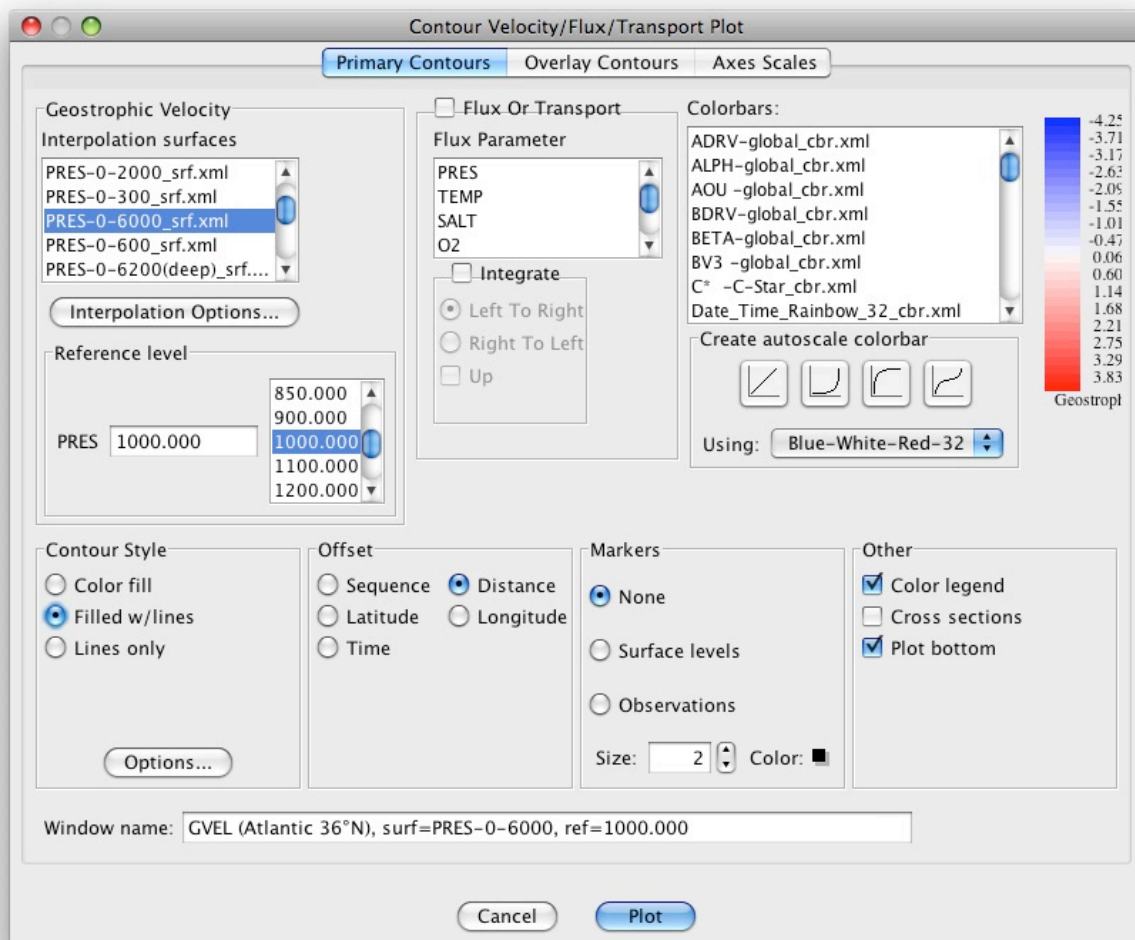 Contour Velocity/Flux/Transport Plot
Primary Contours
Overlay Contours
Axes Scales
Geostrophic Velocity
Interpolation surfaces
PRES-0-2000_srf.xml
PRES-0-300_srf.xml
PRES-0-6000_srf.xml
PRES-0-600_srf.xml
PRES-0-6200(deep)_srf....
Interpolation Options...
Reference level
PRES
1000.000
850.000
900.000
1000.000
1100.000
1200.000
Flux Or Transport
Flux Parameter
PRES
TEMP
SALT
O2
Integrate
Left To Right
Right To Left
Up
Colorbars:
ADRV-global_cbr.xml
ALPH-global_cbr.xml
AOU -global_cbr.xml
BDRV-global_cbr.xml
BETA-global_cbr.xml
BV3 -global_cbr.xml
C* -C-Star_cbr.xml
Date_Time_Rainbow_32_cbr.xml
Create autoscale colorbar
Using:
Blue-White-Red-32
-4.25
-3.71
-3.17
-2.63
-2.09
-1.55
-1.01
-0.47
0.06
0.60
1.14
1.68
2.21
2.75
3.29
3.83
Geostroph
Contour Style
Color fill
Filled w/lines
Lines only
Options...
Offset
Sequence
Distance
Latitude
Longitude
Time
Markers
None
Surface levels
Observations
Size:
2
Color:
Other
Color legend
Cross sections
Plot bottom
Window name:
GVEL (Atlantic 36°N), surf=PRES-0-6000, ref=1000.000
Cancel
Plot